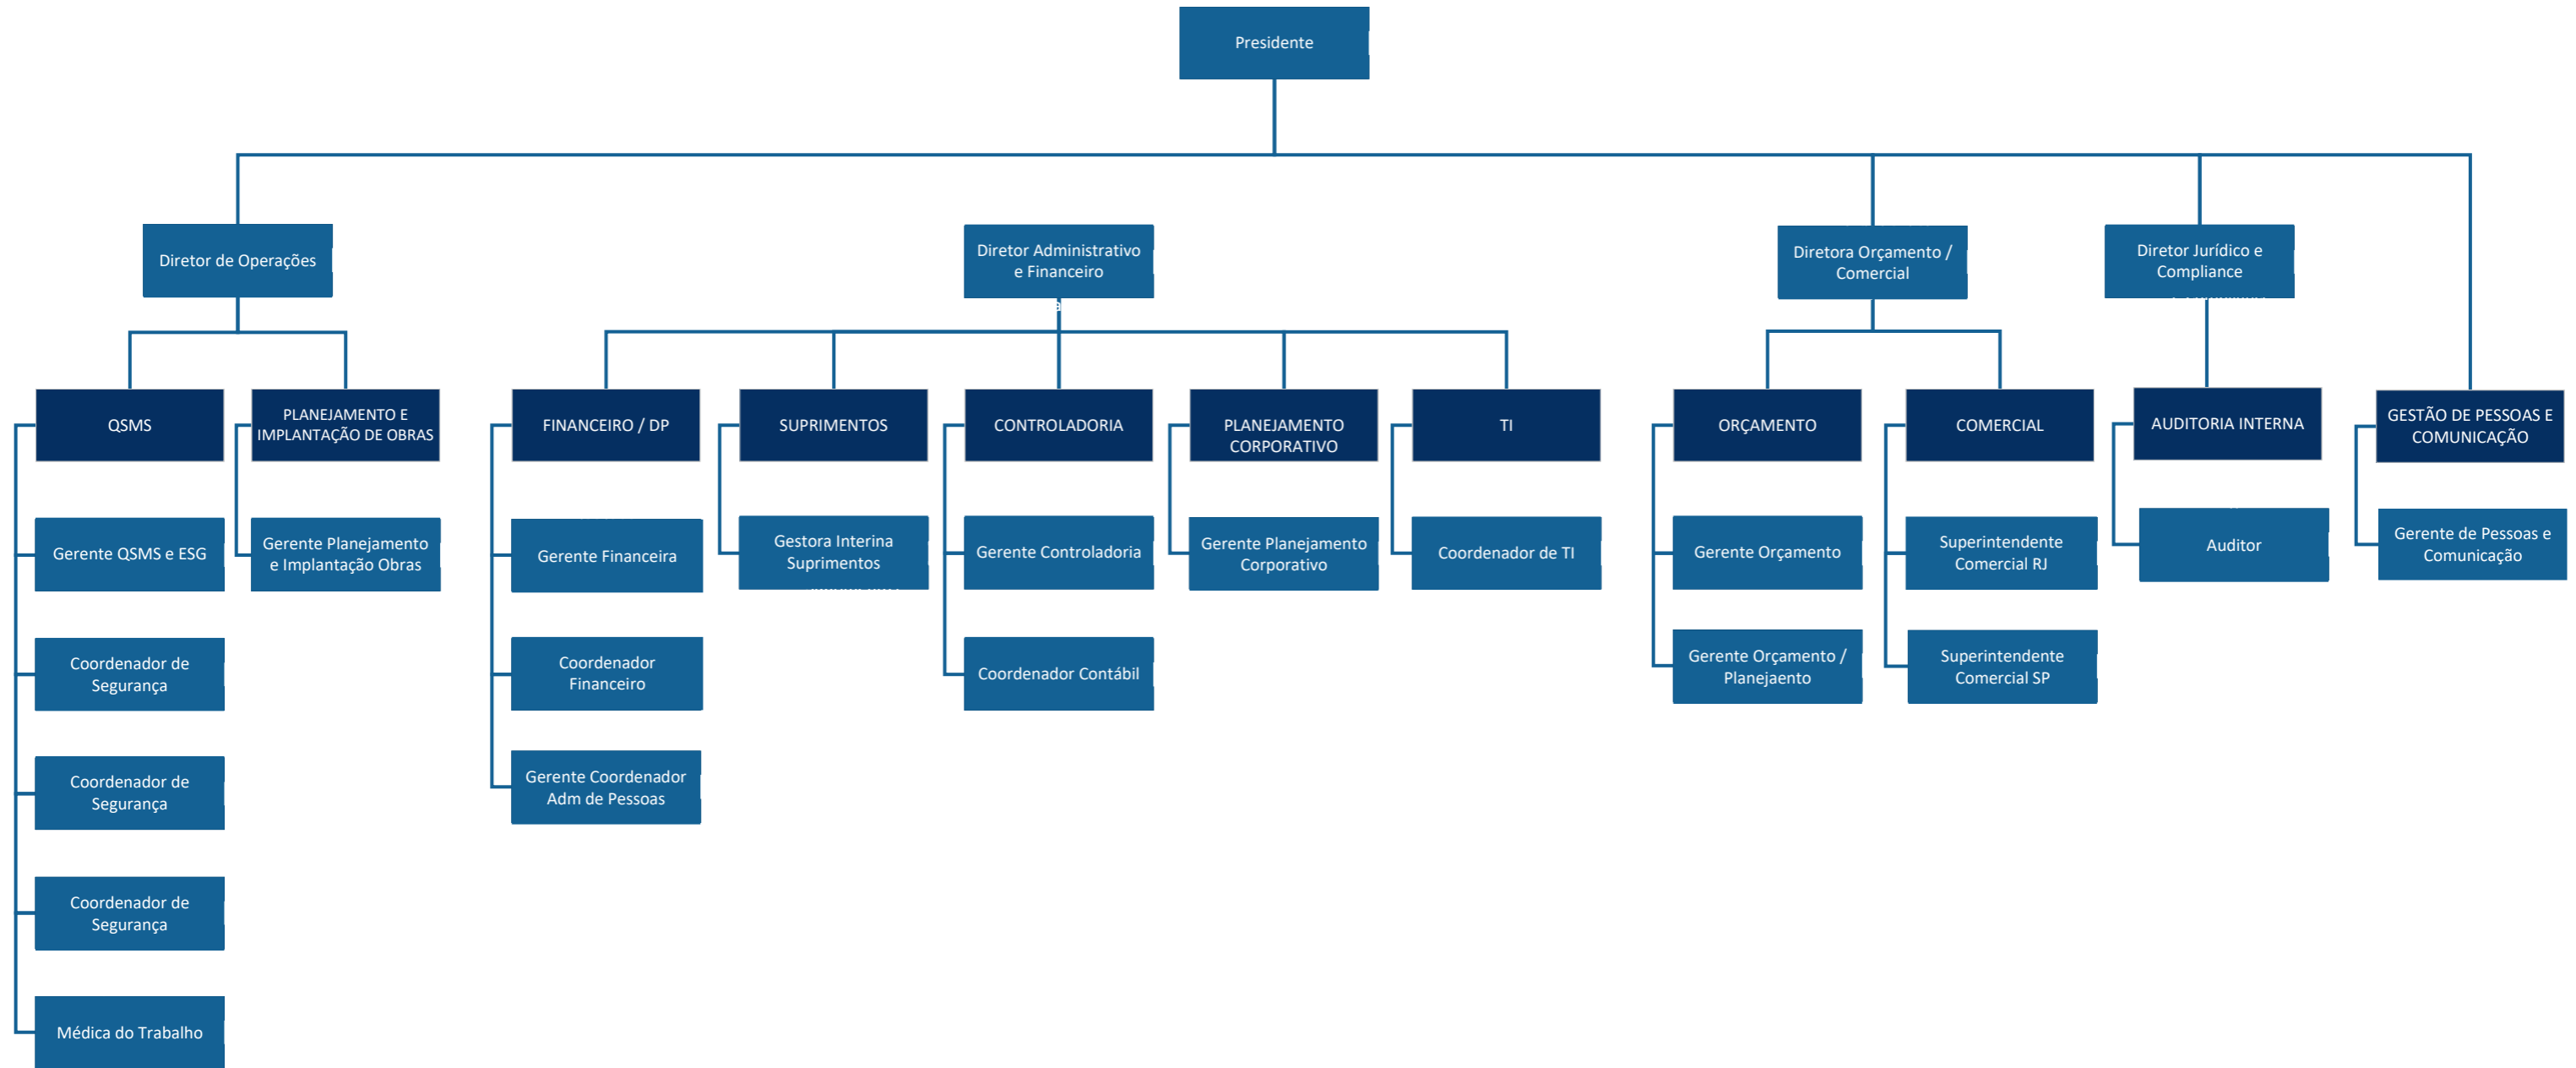 Presidente
Diretor de Operações
Diretor Administrativo
e Financeiro
Diretora Orçamento /
Comercial
Diretor Jurídico e
Compliance
QSMS
PLANEJAMENTO E
IMPLANTAÇÃO DE OBRAS
FINANCEIRO / DP
SUPRIMENTOS
CONTROLADORIA
PLANEJAMENTO
CORPORATIVO
TI
ORÇAMENTO
COMERCIAL
AUDITORIA INTERNA
GESTÃO DE PESSOAS E
COMUNICAÇÃO
Gerente QSMS e ESG
Gerente Planejamento
e Implantação Obras
Gerente Financeira
Gestora Interina
Suprimentos
Gerente Controladoria
Gerente Planejamento
Corporativo
Coordenador de TI
Gerente Orçamento
Superintendente
Comercial RJ
Auditor
Gerente de Pessoas e
Comunicação
Coordenador de
Segurança
Coordenador
Financeiro
Coordenador Contábil
Gerente Orçamento /
Planejaento
Superintendente
Comercial SP
Coordenador de
Segurança
Gerente Coordenador
Adm de Pessoas
Coordenador de
Segurança
Médica do Trabalho